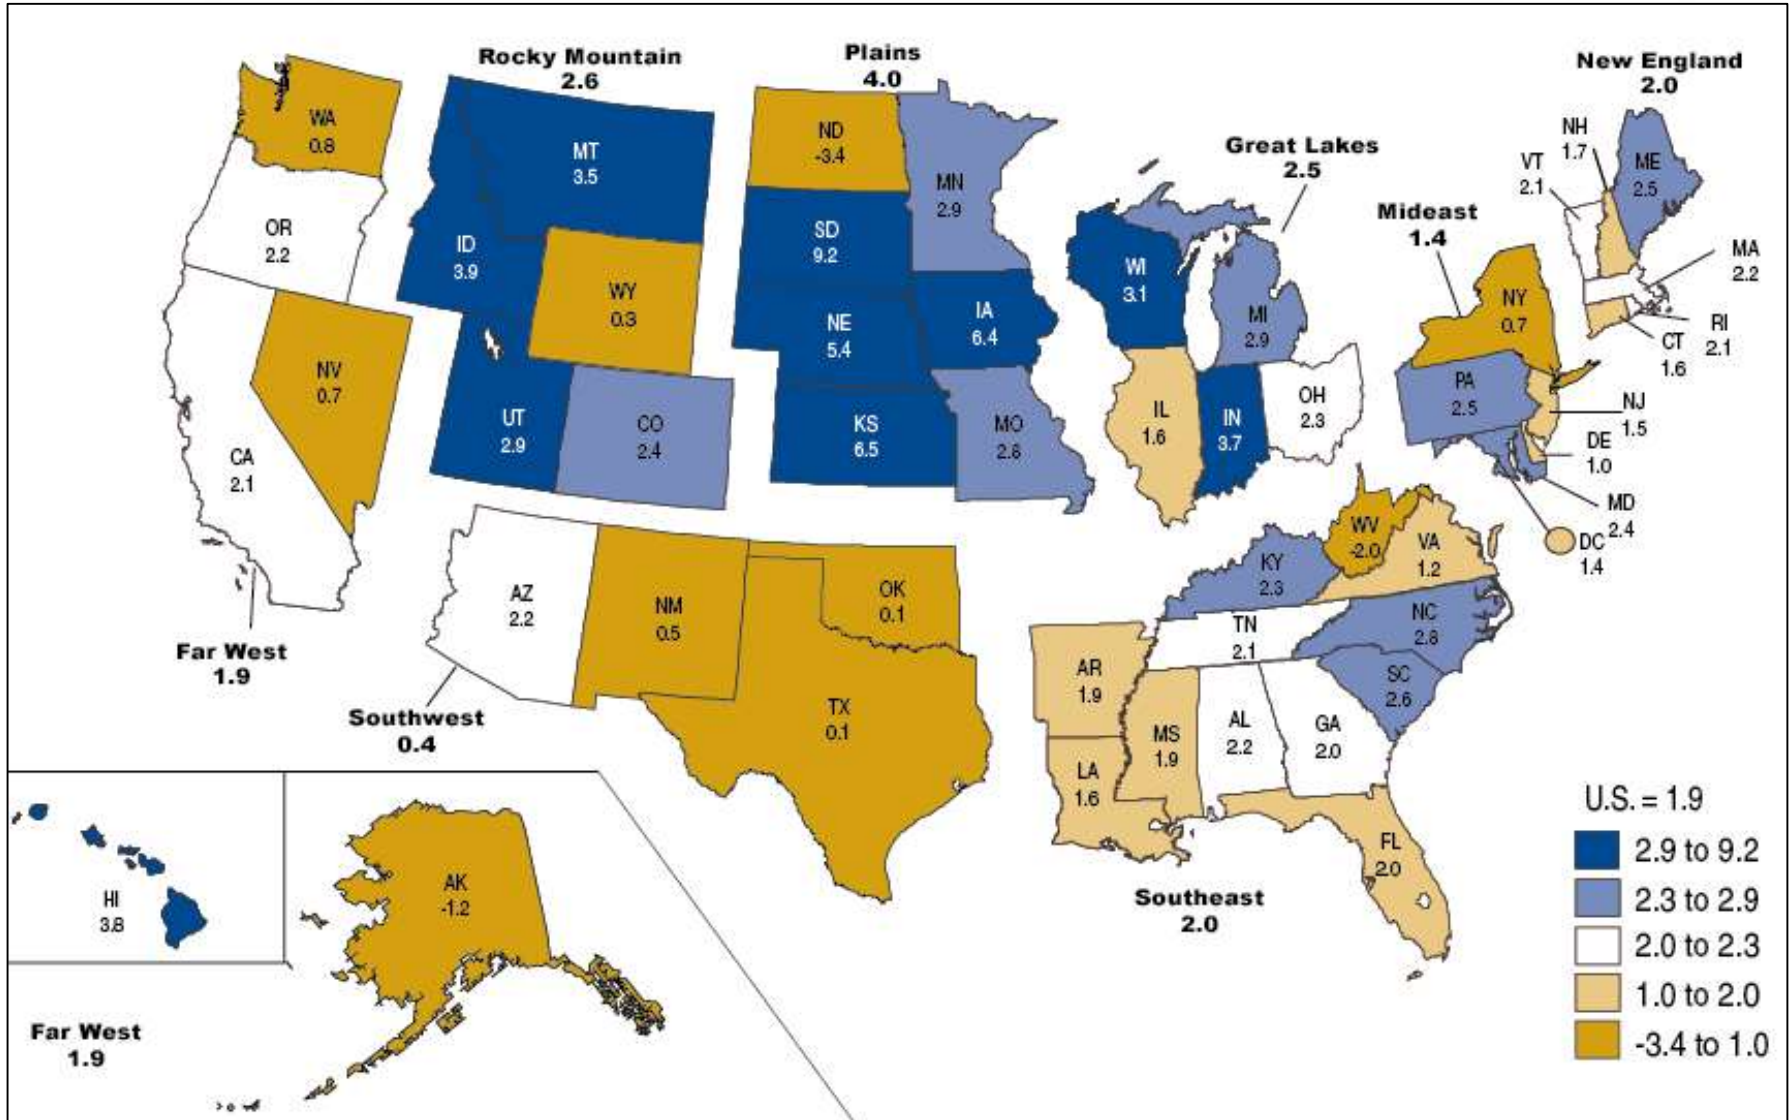 Rocky Mountain
2.6
Plains
4.0
New England
2.0
Great Lakes
2.5
Mideast
1.4
WA
0.8
OR
2.2
CA
2.1
NV
0.7
Far West
1.9
MT
3.5
ID
3.9
WY
0.3
UT
2.9
CO
2.4
ND
-3.4
MN
2.9
SD
9.2
NE
5.4
IA
6.4
KS
6.5
MO
2.8
WI
3.1
MI
2.9
IL
1.6
IN
3.7
OH
2.3
NH
1.7
VT
2.1
ME
2.5
MA
2.2
RI
2.1
CT
1.6
NY
0.7
PA
2.5
NJ
1.5
DE
1.0
MD
2.4
DC
1.4
AZ
2.2
NM
0.5
OK
0.1
TX
0.1
Southwest
0.4
WV
-2.0
VA
1.2
KY
2.3
NC
2.8
TN
2.1
SC
2.6
AR
1.9
MS
1.9
AL
2.2
GA
2.0
LA
1.6
FL
2.0
Southeast
2.0
HI
3.8
AK
-1.2
Far West
1.9
U.S. = 1.9
2.9 to 9.2
2.3 to 2.9
2.0 to 2.3
1.0 to 2.0
-3.4 to 1.0